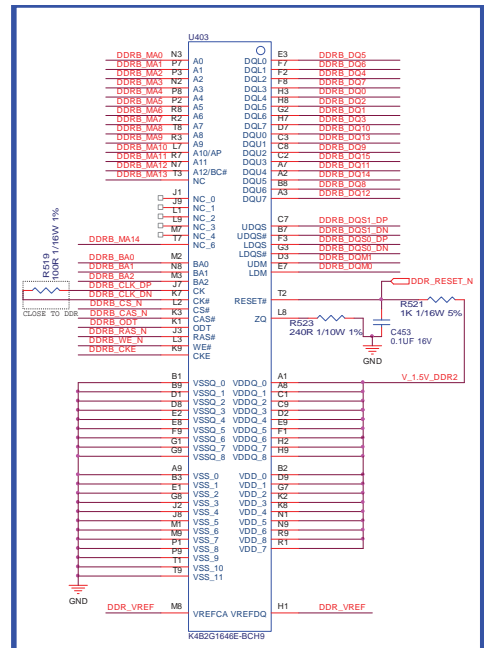 U403
DDRB_MA0 N3 A0 DQL0 E3 DDRB_DQ5
DDRB_MA1 P7 A1 DQL1 F7 DDRB_DQ6
DDRB_MA2 P3 A2 DQL2 F2 DDRB_DQ4
DDRB_MA3 N2 A3 DQL3 F8 DDRB_DQ7
DDRB_MA4 P8 A4 DQL4 H3 DDRB_DQ0
DDRB_MA5 P2 A5 DQL5 H8 DDRB_DQ2
DDRB_MA6 R8 A6 DQL6 G2 DDRB_DQ1
DDRB_MA7 R2 A7 DQL7 H7 DDRB_DQ3
DDRB_MA8 T8 A8 DQU0 D7 DDRB_DQ10
DDRB_MA9 R3 A9 DQU1 C3 DDRB_DQ13
DDRB_MA10 L7 A10/AP DQU2 C8 DDRB_DQ9
DDRB_MA11 R7 A11 DQU3 C2 DDRB_DQ15
DDRB_MA12 N7 A12/BC# DQU4 A7 DDRB_DQ11
DDRB_MA13 T3 NC DQU5 A2 DDRB_DQ14
DQU6 B8 DDRB_DQ8
J1 NC_0 DQU7 A3 DDRB_DQ12
J9 NC_1
L1 NC_2
L9 NC_3 UDQS C7 DDRB_DQS1_DP
M7 NC_4 UDQS# B7 DDRB_DQS1_DN
DDRB_MA14 T7 NC_6 LDQS F3 DDRB_DQS0_DP
LDQS# G3 DDRB_DQS0_DN
DDRB_BA0 M2 BA0 UDM D3 DDRB_DQM1
DDRB_BA1 N8 BA1 LDM E7 DDRB_DQM0
DDRB_BA2 M3 BA2
DDRB_CLK_DP J7 CK
DDRB_CLK_DN K7 CK# RESET# T2 DDR_RESET_N
DDRB_CS_N L2 CS#
DDRB_CAS_N K3 CAS# ZQ L8
DDRB_ODT K1 ODT
DDRB_RAS_N J3 RAS#
DDRB_WE_N L3 WE#
DDRB_CKE K9 CKE
R519
100R 1/16W 1%
CLOSE TO DDR
R521
1K 1/16W 5%
R523
240R 1/10W 1%
C453
0.1UF 16V
GND
V_1.5V_DDR2
B1 VSSQ_0 VDDQ_0 A1
B9 VSSQ_1 VDDQ_1 A8
D1 VSSQ_2 VDDQ_2 C1
D8 VSSQ_3 VDDQ_3 C9
E2 VSSQ_4 VDDQ_4 D2
E8 VSSQ_5 VDDQ_5 E9
F9 VSSQ_6 VDDQ_6 F1
G1 VSSQ_7 VDDQ_7 H2
G9 VSSQ_8 VDDQ_8 H9
A9 VSS_0 VDD_0 B2
B3 VSS_1 VDD_1 D9
E1 VSS_2 VDD_2 G7
G8 VSS_3 VDD_3 K2
J2 VSS_4 VDD_4 K8
J8 VSS_5 VDD_5 N1
M1 VSS_6 VDD_6 N9
M9 VSS_7 VDD_8 R9
P1 VSS_8 VDD_7 R1
P9 VSS_9
T1 VSS_10
T9 VSS_11
GND
DDR_VREF M8 VREFCA VREFDQ H1 DDR_VREF
K4B2G1646E-BCH9